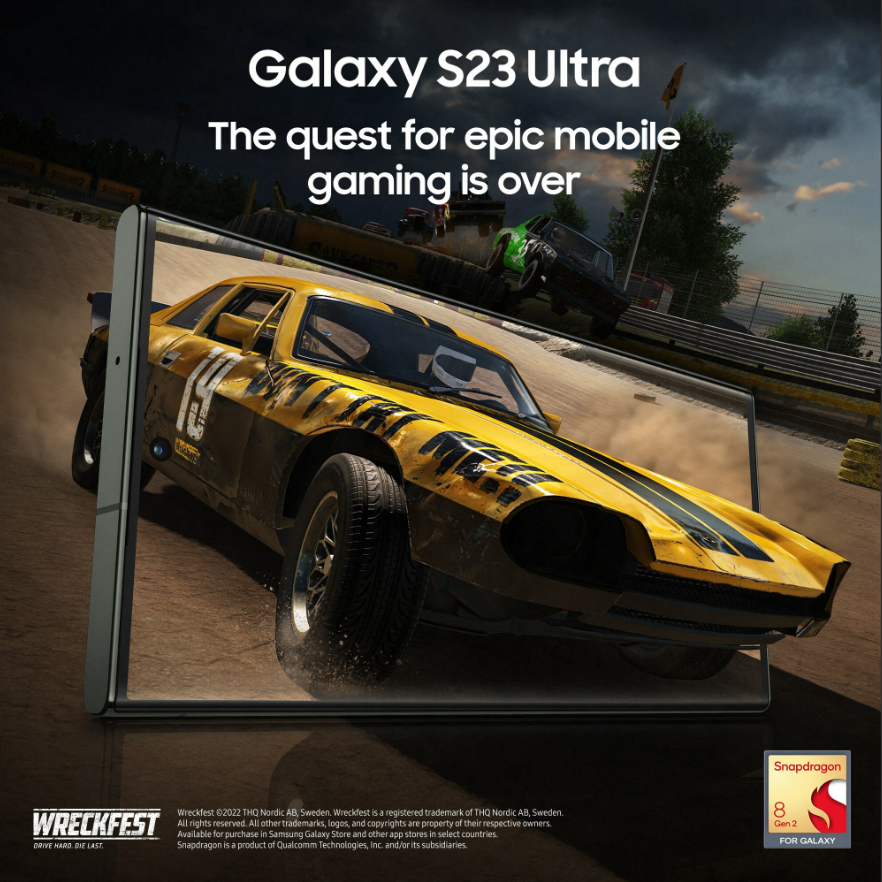 Galaxy S23 Ultra
The quest for epic mobile
gaming is over
35
19
WRECKFEST
DRIVE HARD. DIE LAST.
Wreckfest ©2022 THQ Nordic AB, Sweden. Wreckfest is a registered trademark of THQ Nordic AB, Sweden.
All rights reserved. All other trademarks, logos, and copyrights are property of their respective owners.
Available for purchase in Samsung Galaxy Store and other app stores in select countries.
Snapdragon is a product of Qualcomm Technologies, Inc. and/or its subsidiaries.
Snapdragon
8
Gen 2
FOR GALAXY